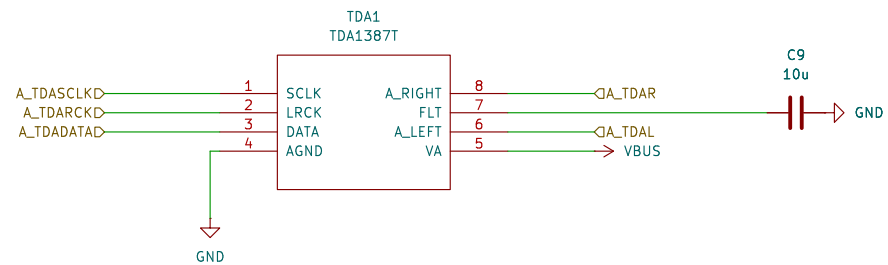 TDA1
TDA1387T
C9
10u
A_TDASCLK 1 SCLK A_RIGHT 8 A_TDAR
A_TDARCK 2 LRCK FLT 7 GND
A_TDADATA 3 DATA A_LEFT 6 A_TDAL
4 AGND VA 5 VBUS
GND